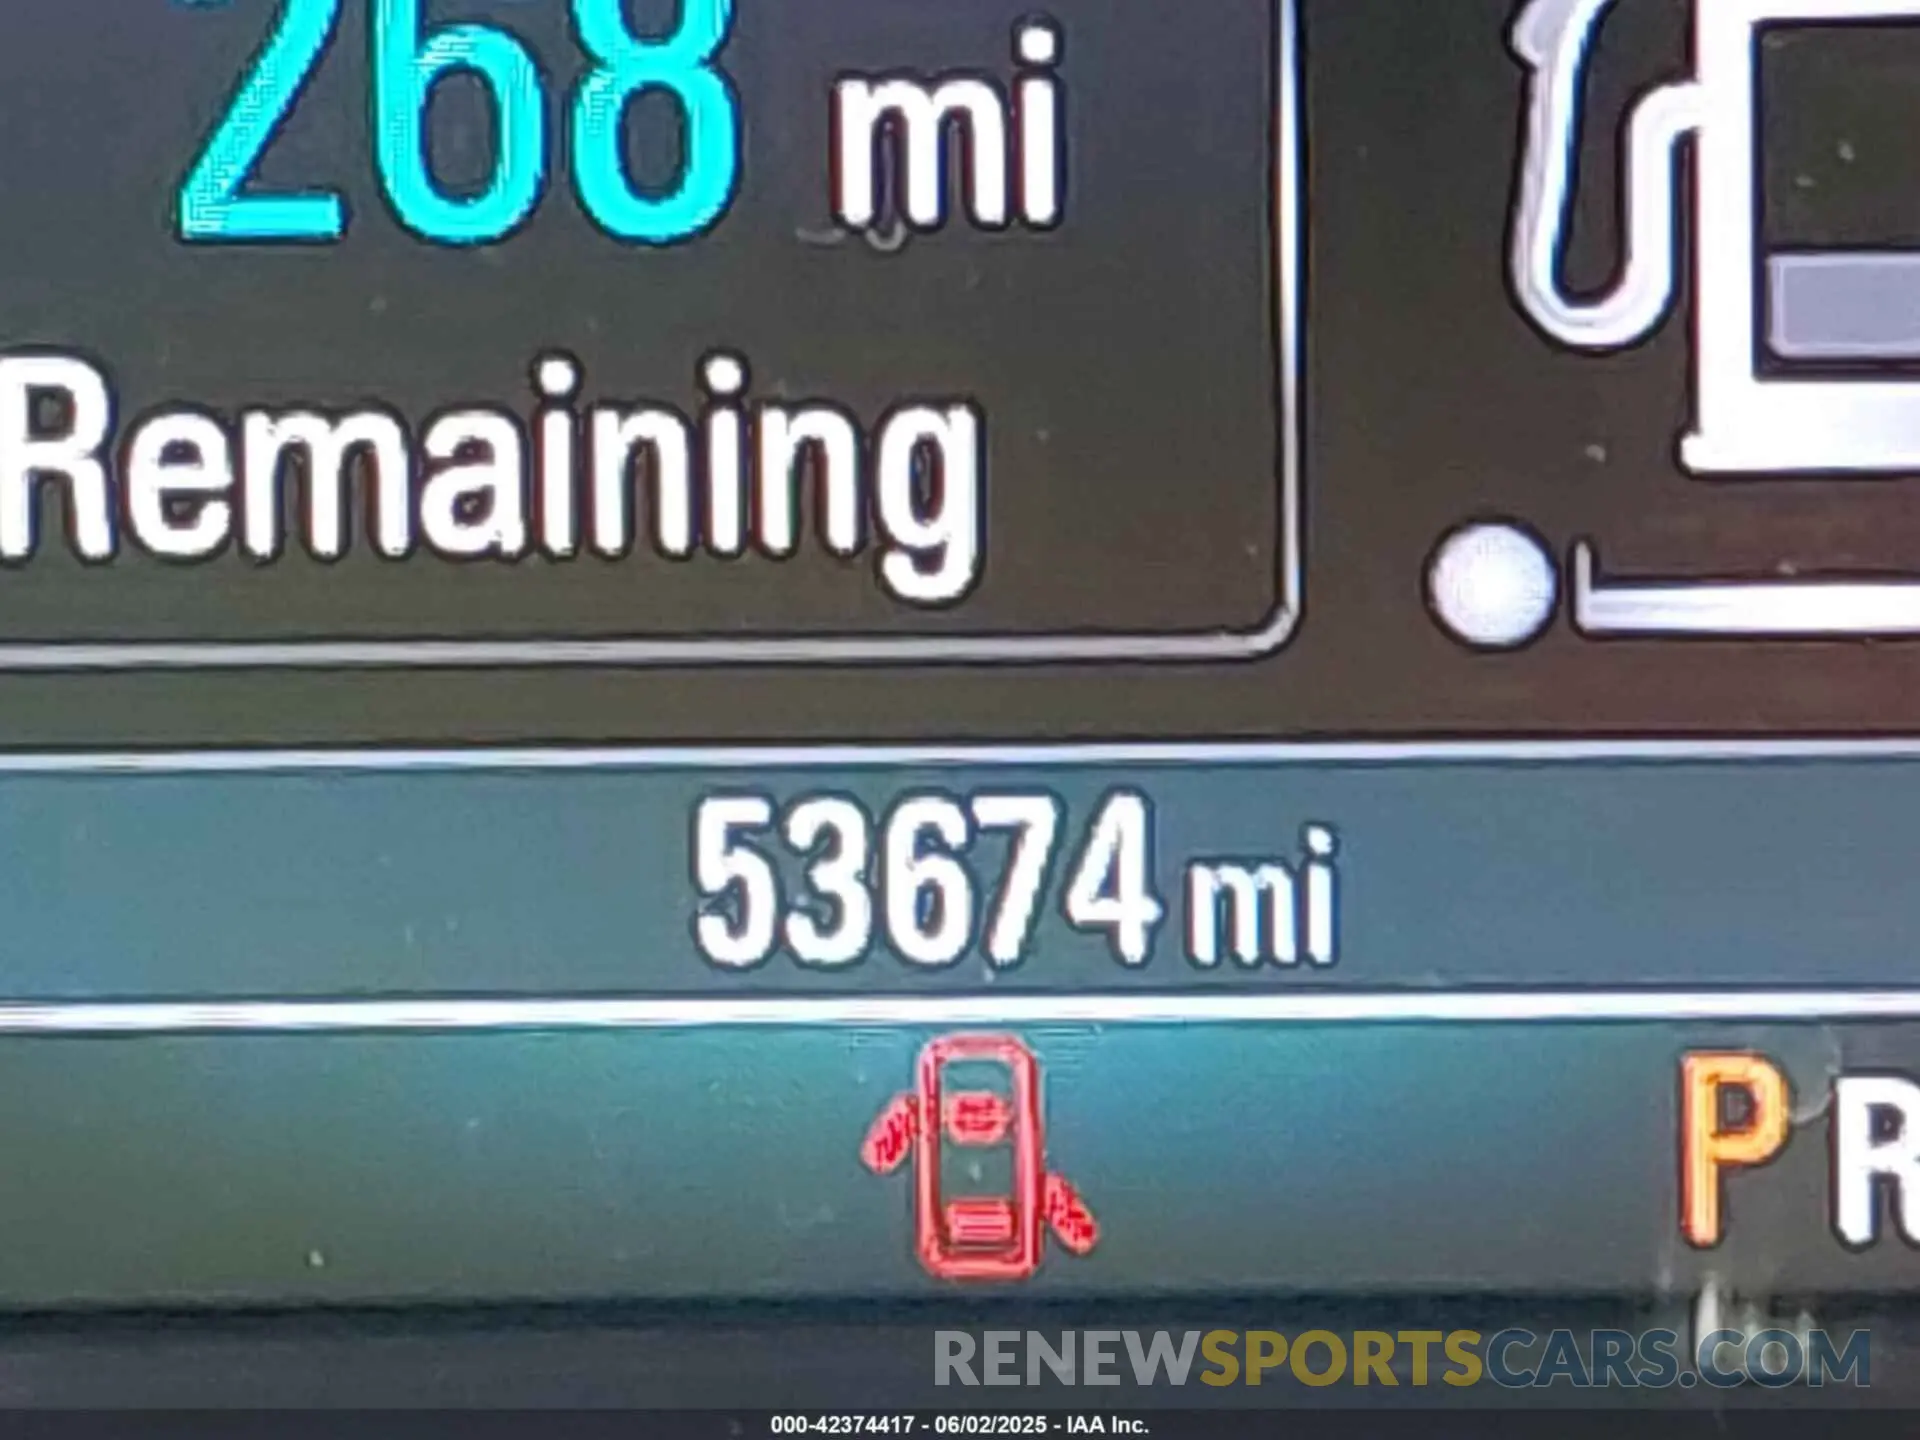 268 mi
Remaining
53674 mi
P R
RENEWSPORTSCARS.COM
000-42374417 - 06/02/2025 - IAA Inc.